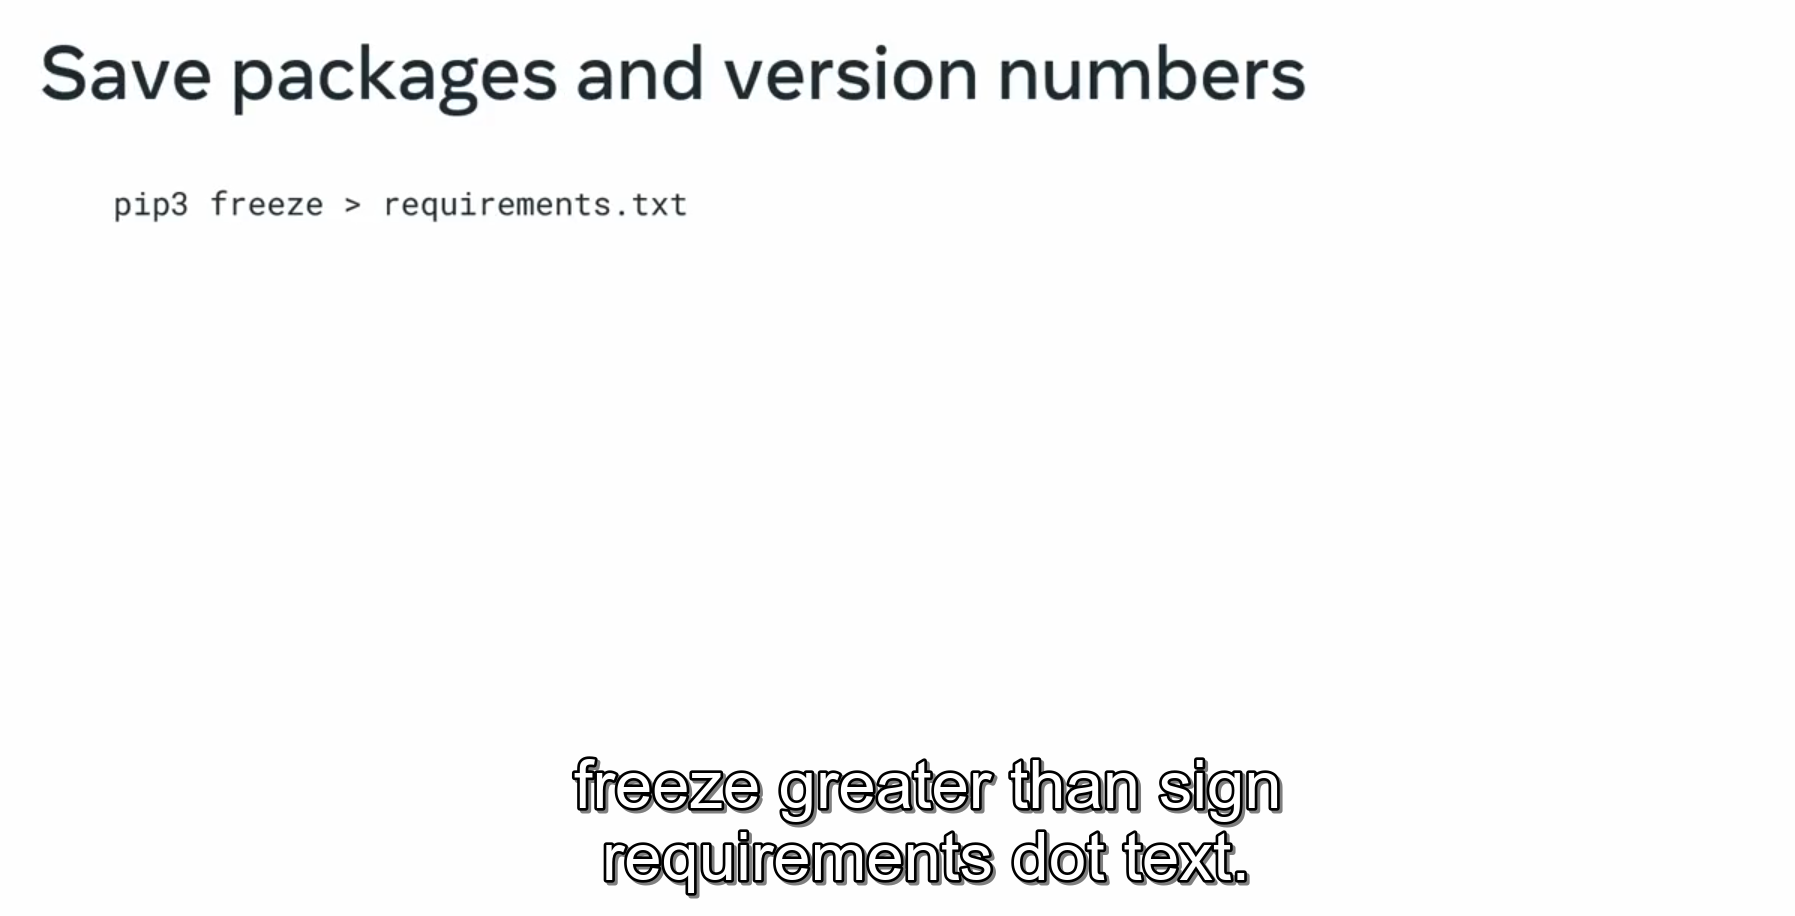 Save packages and version numbers
pip3 freeze > requirements.txt
freeze greater than sign
requirements dot text.